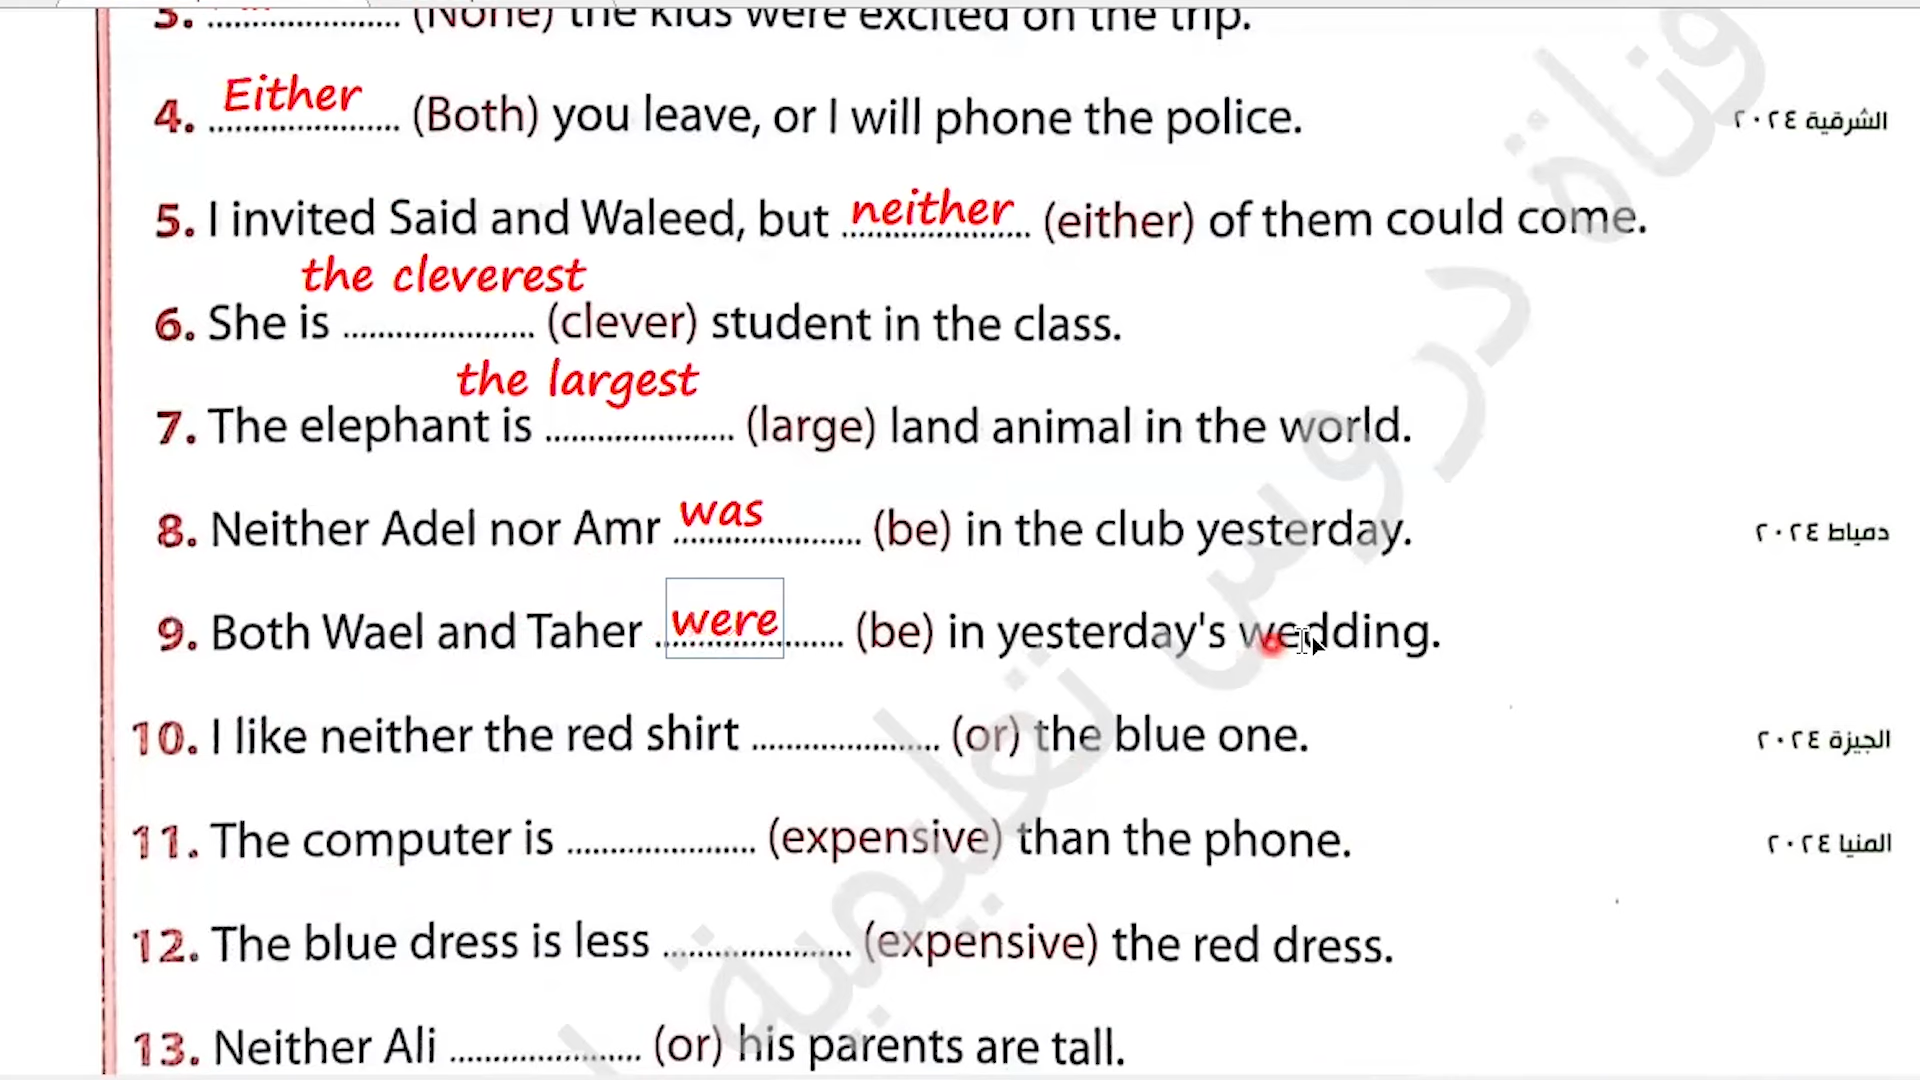 3. .................... (None) the kids were excited on the trip.
Either
4. .................... (Both) you leave, or I will phone the police. الشرقية ٢٠٢٤
5. I invited Said and Waleed, but neither (either) of them could come.
the cleverest
6. She is .................... (clever) student in the class.
the largest
7. The elephant is .................... (large) land animal in the world.
8. Neither Adel nor Amr was (be) in the club yesterday. دمياط ٢٠٢٤
9. Both Wael and Taher were (be) in yesterday's wedding.
10. I like neither the red shirt .................... (or) the blue one. الجيزة ٢٠٢٤
11. The computer is .................... (expensive) than the phone. المنيا ٢٠٢٤
12. The blue dress is less .................... (expensive) the red dress.
13. Neither Ali .................... (or) his parents are tall.
قناة دروس تعليمية